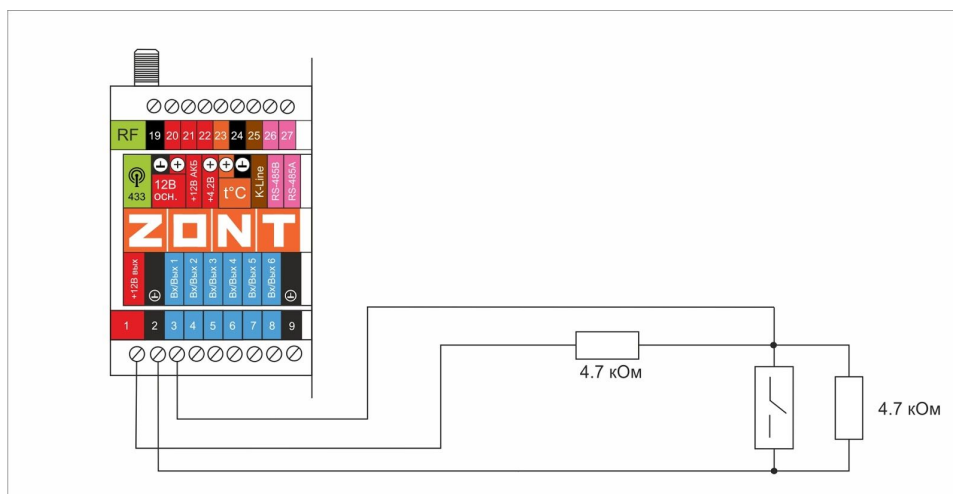 RF 19 20 21 22 23 24 25 26 27
433
12В
осн.
+12В АКБ
+4.2В
t°C
K-Line
RS-485B
RS-485A
ZONT
+12В вых
Вх/Вых 1
Вх/Вых 2
Вх/Вых 3
Вх/Вых 4
Вх/Вых 5
Вх/Вых 6
1 2 3 4 5 6 7 8 9
4.7 кОм
4.7 кОм